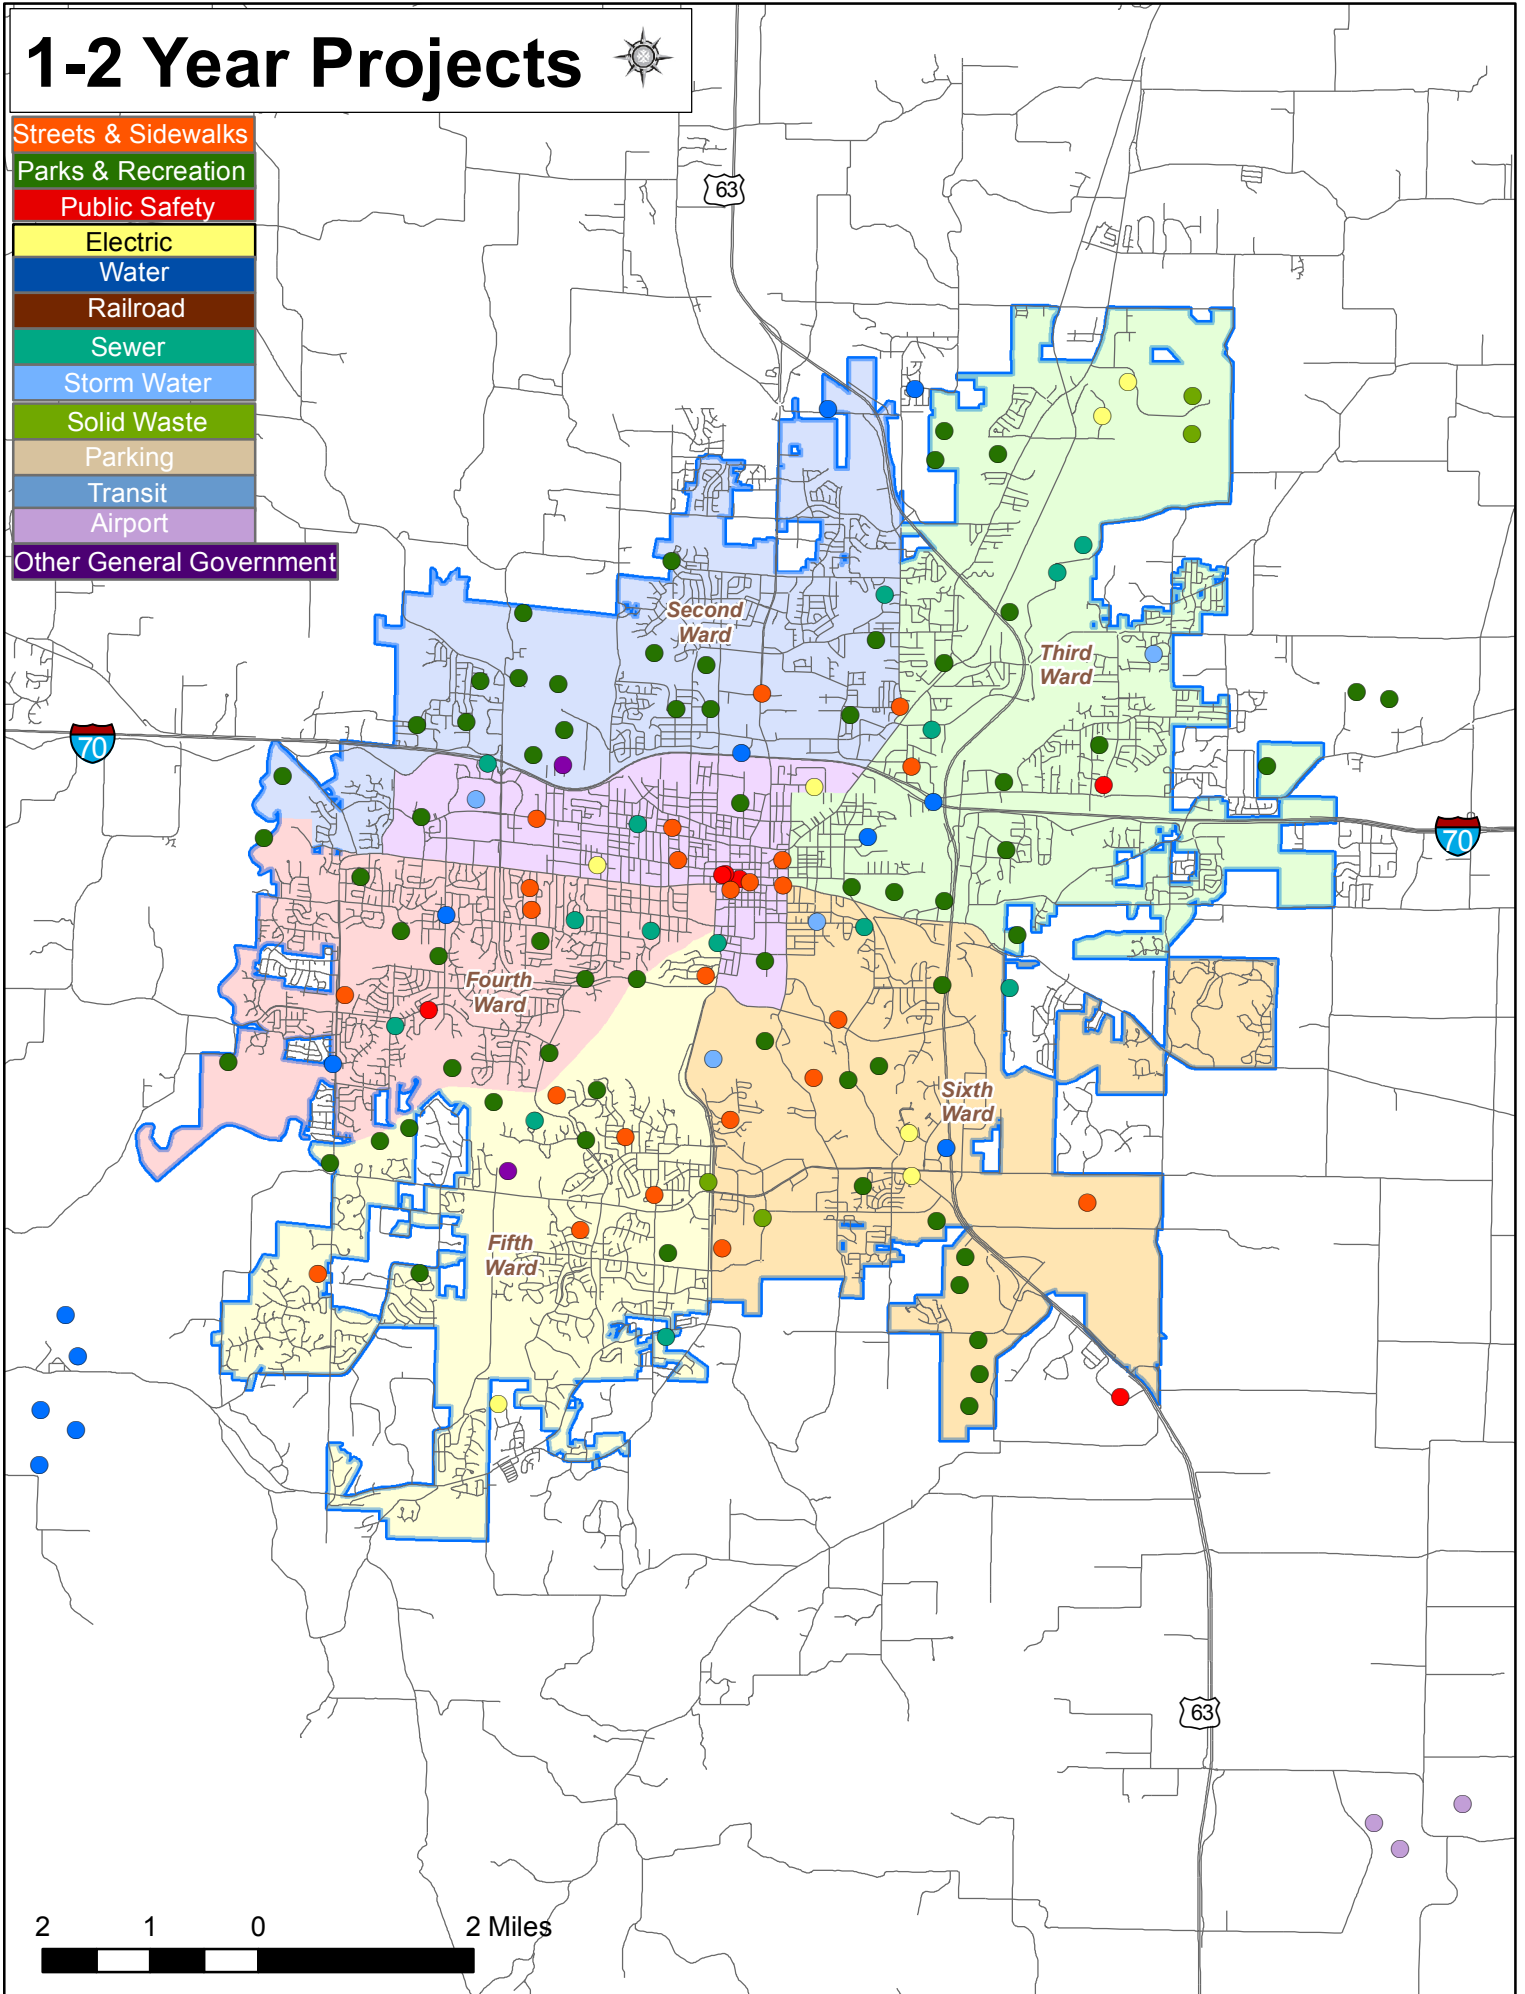 1-2 Year Projects
Streets & Sidewalks
Parks & Recreation
Public Safety
Electric
Water
Railroad
Sewer
Storm Water
Solid Waste
Parking
Transit
Airport
Other General Government
63
Second
Ward
Third
Ward
70
70
Fourth
Ward
Sixth
Ward
Fifth
Ward
63
2 1 0 2 Miles